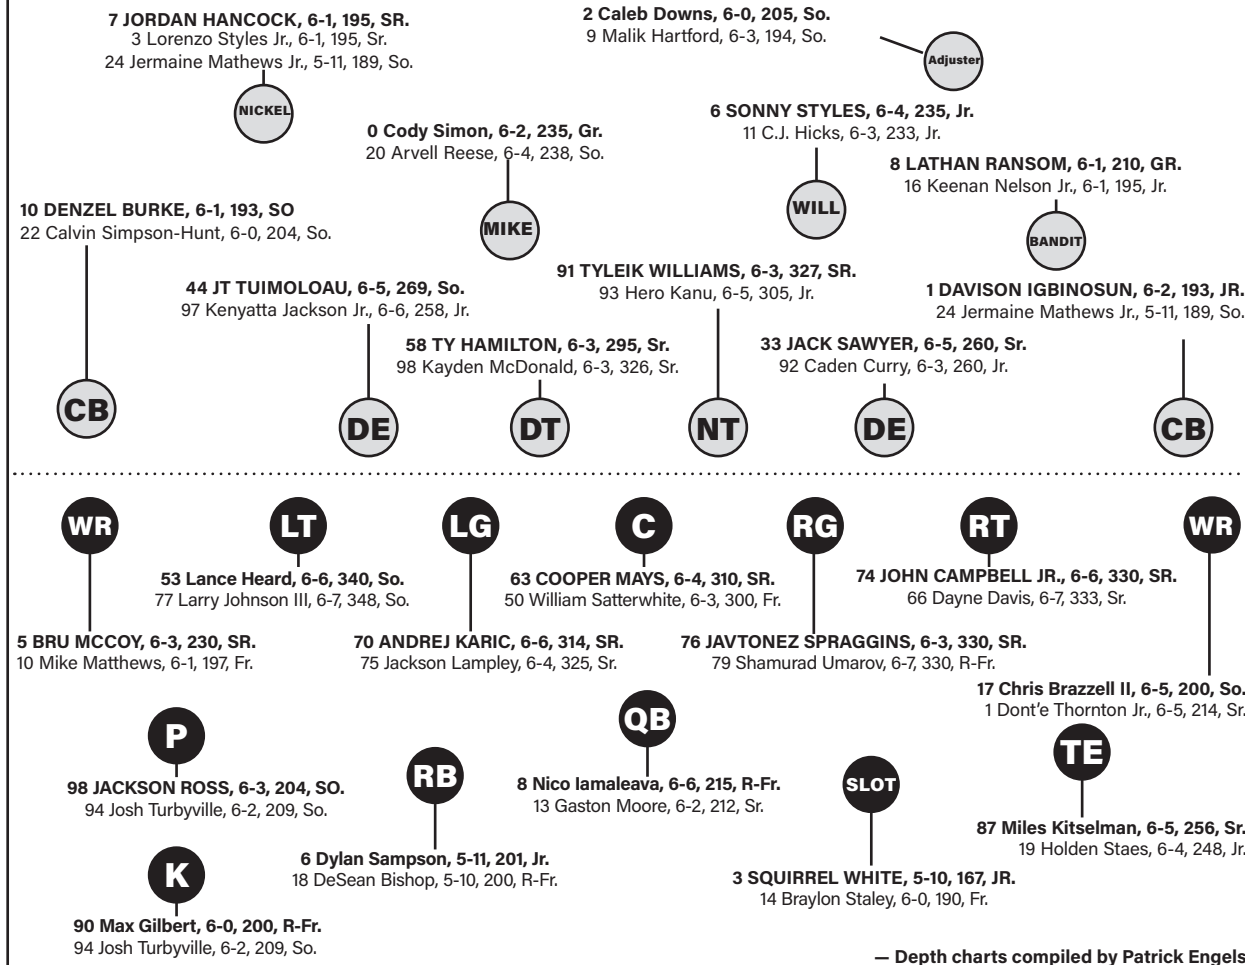 7 JORDAN HANCOCK, 6-1, 195, SR.
3 Lorenzo Styles Jr., 6-1, 195, Sr.
24 Jermaine Mathews Jr., 5-11, 189, So.
NICKEL
2 Caleb Downs, 6-0, 205, So.
9 Malik Hartford, 6-3, 194, So.
Adjuster
0 Cody Simon, 6-2, 235, Gr.
20 Arvell Reese, 6-4, 238, So.
MIKE
6 SONNY STYLES, 6-4, 235, Jr.
11 C.J. Hicks, 6-3, 233, Jr.
WILL
8 LATHAN RANSOM, 6-1, 210, GR.
16 Keenan Nelson Jr., 6-1, 195, Jr.
BANDIT
10 DENZEL BURKE, 6-1, 193, SO
22 Calvin Simpson-Hunt, 6-0, 204, So.
CB
44 JT TUIMOLOAU, 6-5, 269, So.
97 Kenyatta Jackson Jr., 6-6, 258, Jr.
DE
58 TY HAMILTON, 6-3, 295, Sr.
98 Kayden McDonald, 6-3, 326, Sr.
DT
91 TYLEIK WILLIAMS, 6-3, 327, SR.
93 Hero Kanu, 6-5, 305, Jr.
NT
33 JACK SAWYER, 6-5, 260, Sr.
92 Caden Curry, 6-3, 260, Jr.
DE
1 DAVISON IGBINOSUN, 6-2, 193, JR.
24 Jermaine Mathews Jr., 5-11, 189, So.
CB
WR
5 BRU MCCOY, 6-3, 230, SR.
10 Mike Matthews, 6-1, 197, Fr.
LT
53 Lance Heard, 6-6, 340, So.
77 Larry Johnson III, 6-7, 348, So.
LG
70 ANDREJ KARIC, 6-6, 314, SR.
75 Jackson Lampley, 6-4, 325, Sr.
C
63 COOPER MAYS, 6-4, 310, SR.
50 William Satterwhite, 6-3, 300, Fr.
RG
76 JAVTONEZ SPRAGGINS, 6-3, 330, SR.
79 Shamurad Umarov, 6-7, 330, R-Fr.
RT
74 JOHN CAMPBELL JR., 6-6, 330, SR.
66 Dayne Davis, 6-7, 333, Sr.
WR
17 Chris Brazzell II, 6-5, 200, So.
1 Dont'e Thornton Jr., 6-5, 214, Sr.
P
98 JACKSON ROSS, 6-3, 204, SO.
94 Josh Turbyville, 6-2, 209, So.
RB
6 Dylan Sampson, 5-11, 201, Jr.
18 DeSean Bishop, 5-10, 200, R-Fr.
QB
8 Nico Iamaleava, 6-6, 215, R-Fr.
13 Gaston Moore, 6-2, 212, Sr.
SLOT
3 SQUIRREL WHITE, 5-10, 167, JR.
14 Braylon Staley, 6-0, 190, Fr.
TE
87 Miles Kitselman, 6-5, 256, Sr.
19 Holden Staes, 6-4, 248, Jr.
K
90 Max Gilbert, 6-0, 200, R-Fr.
94 Josh Turbyville, 6-2, 209, So.
— Depth charts compiled by Patrick Engels